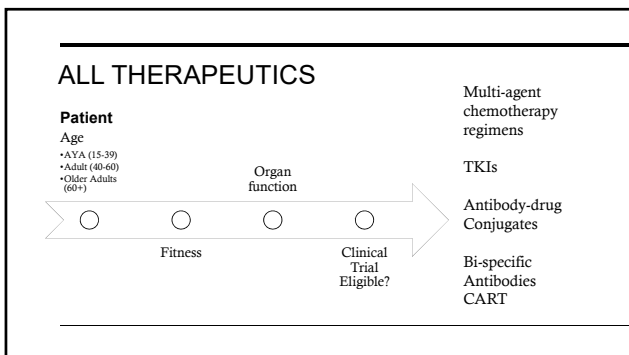 ALL THERAPEUTICS
Patient
Age
•AYA (15-39)
•Adult (40-60)
•Older Adults
(60+)
Fitness
Organ
function
Clinical
Trial
Eligible?
Multi-agent
chemotherapy
regimens
TKIs
Antibody-drug
Conjugates
Bi-specific
Antibodies
CART